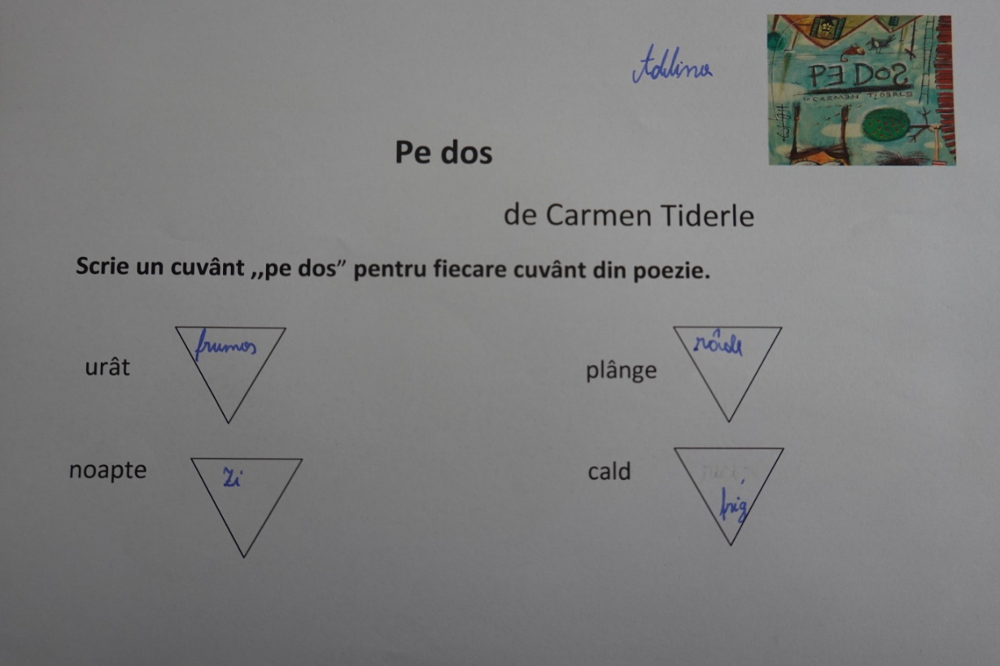 Adelina
PE DOS
DE CARMEN TIDERLE
Pe dos
de Carmen Tiderle
Scrie un cuvânt ,,pe dos” pentru fiecare cuvânt din poezie.
urât frumos plânge râde
noapte zi cald frig